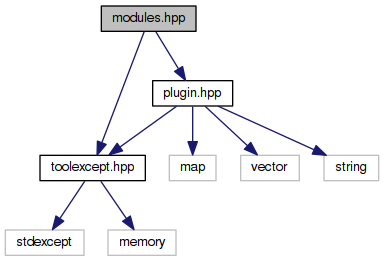 modules.hpp
plugin.hpp
toolexcept.hpp
map
vector
string
stdexcept
memory